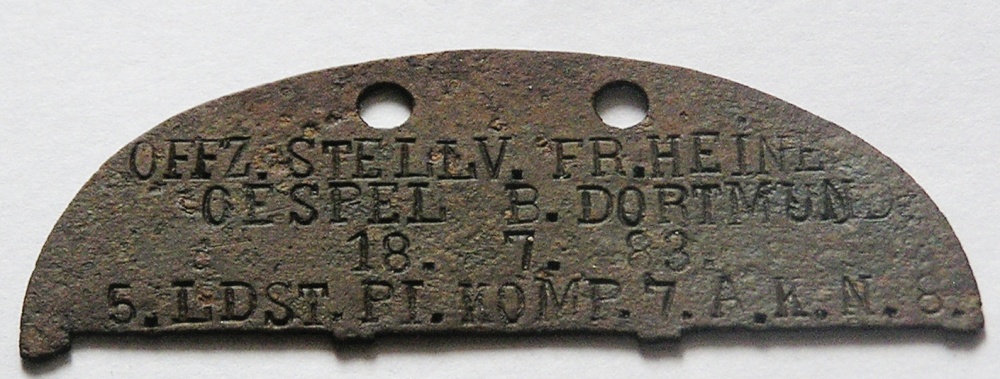 OFFZ. STELLV. FR. HEINE
OESPEL B. DORTMUND
18. 7. 83.
5. LDST. PI. KOMP. 7. A. K. N. 8.